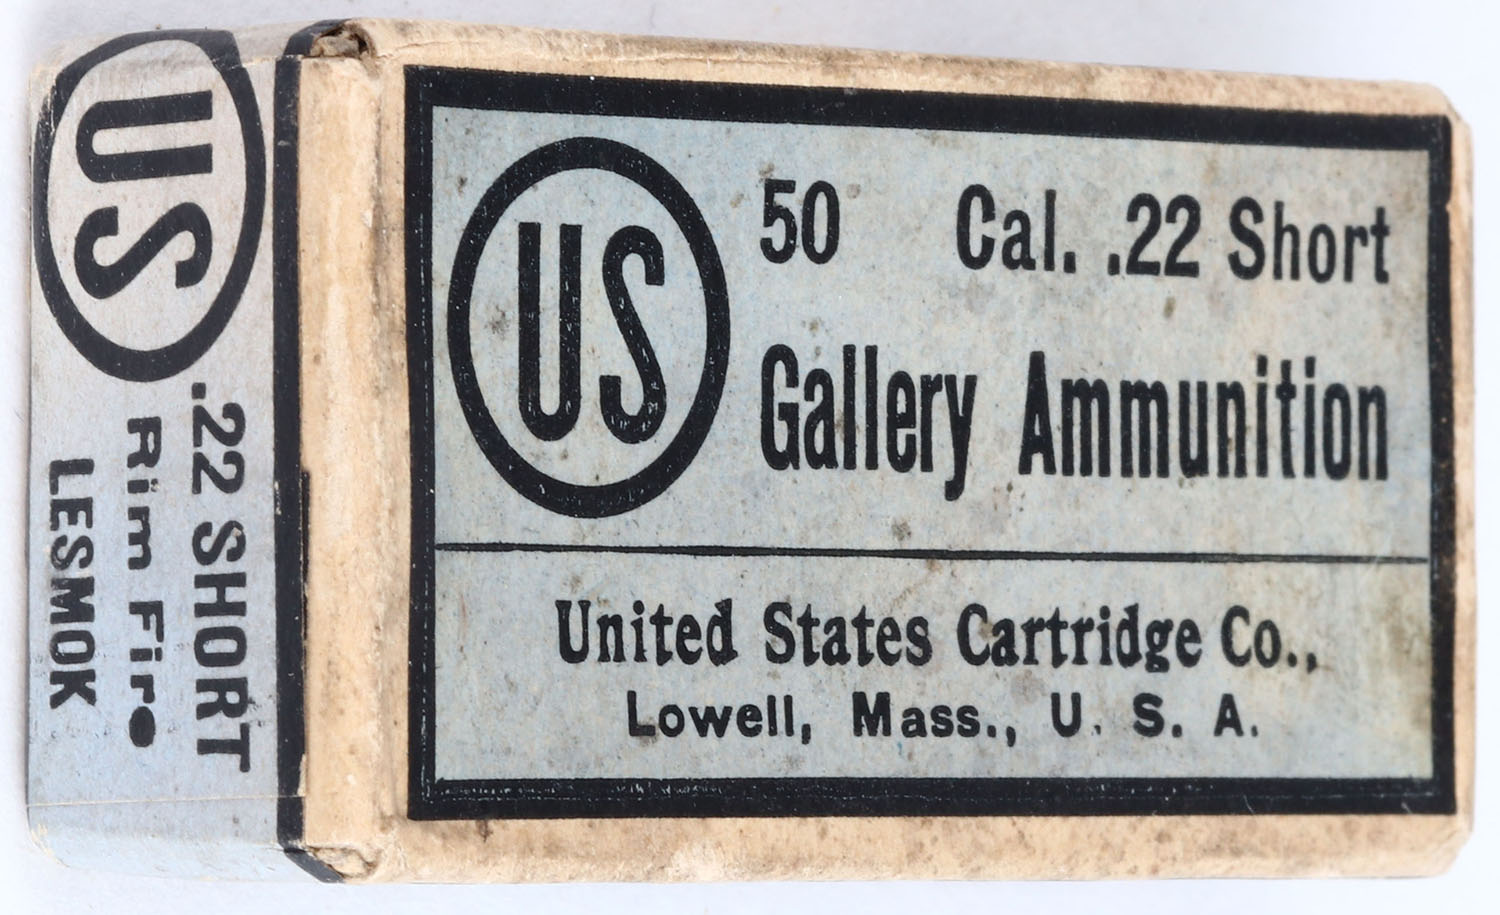 US
50 Cal. .22 Short
Gallery Ammunition
United States Cartridge Co.,
Lowell, Mass., U. S. A.
US
.22 SHORT
Rim Fire
LESMOK